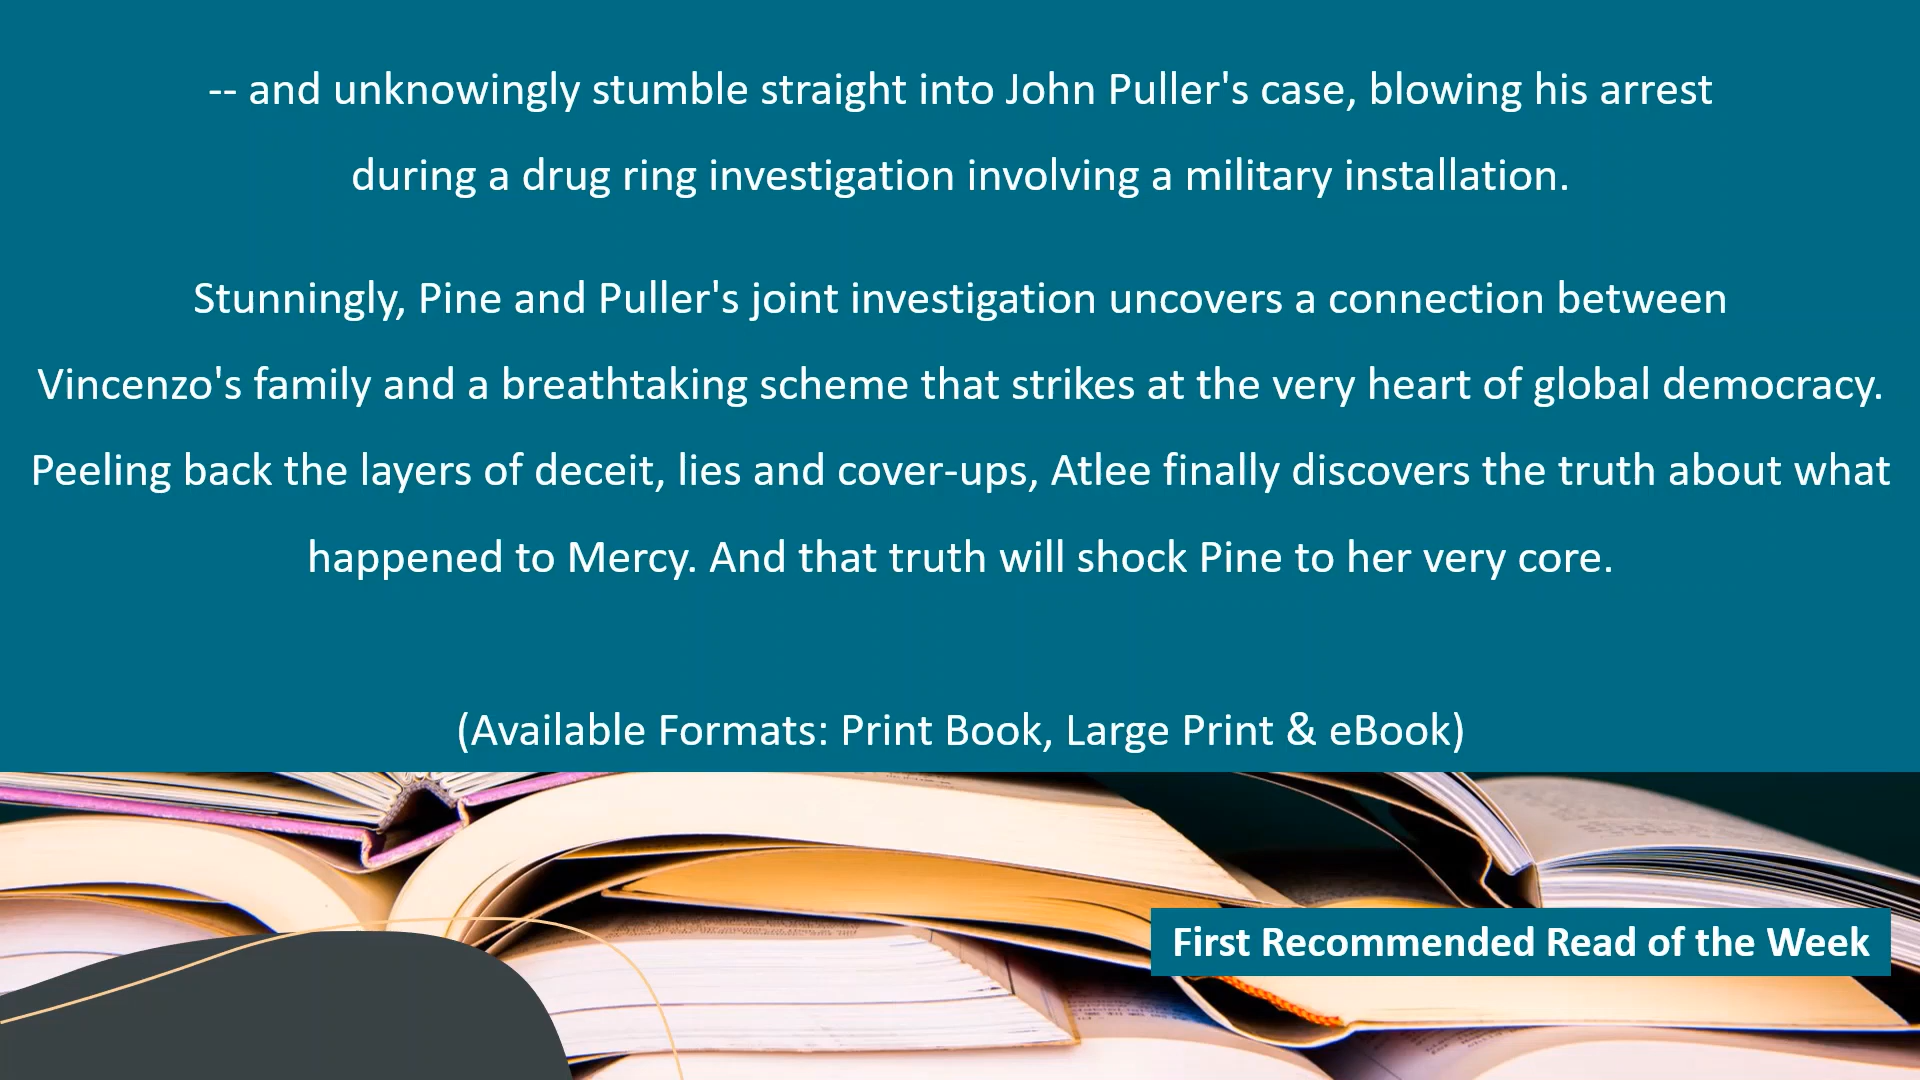 -- and unknowingly stumble straight into John Puller's case, blowing his arrest
during a drug ring investigation involving a military installation.
Stunningly, Pine and Puller's joint investigation uncovers a connection between
Vincenzo's family and a breathtaking scheme that strikes at the very heart of global democracy.
Peeling back the layers of deceit, lies and cover-ups, Atlee finally discovers the truth about what
happened to Mercy. And that truth will shock Pine to her very core.
(Available Formats: Print Book, Large Print & eBook)
First Recommended Read of the Week